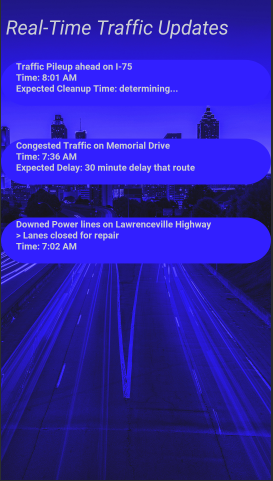 Real-Time Traffic Updates
Traffic Pileup ahead on I-75
Time: 8:01 AM
Expected Cleanup Time: determining...
Congested Traffic on Memorial Drive
Time: 7:36 AM
Expected Delay: 30 minute delay that route
Downed Power lines on Lawrenceville Highway
> Lanes closed for repair
Time: 7:02 AM